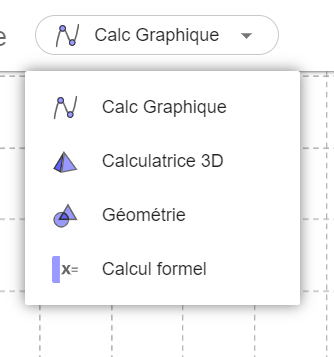 e
Calc Graphique
Calc Graphique
Calculatrice 3D
Géométrie
x=
Calcul formel